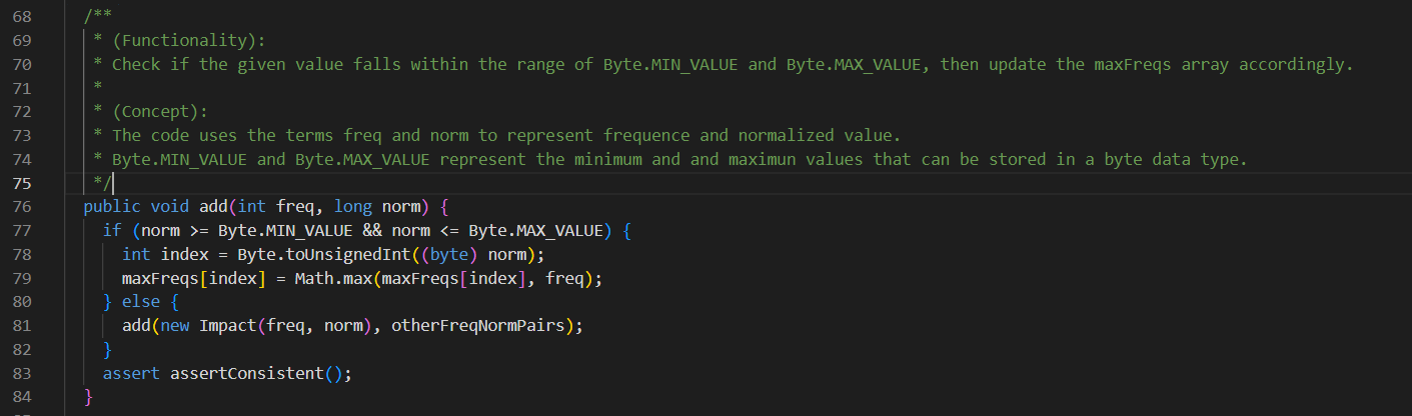 68 /**
69 * (Functionality):
70 * Check if the given value falls within the range of Byte.MIN_VALUE and Byte.MAX_VALUE, then update the maxFreqs array accordingly.
71 *
72 * (Concept):
73 * The code uses the terms freq and norm to represent frequence and normalized value.
74 * Byte.MIN_VALUE and Byte.MAX_VALUE represent the minimum and and maximun values that can be stored in a byte data type.
75 */
76 public void add(int freq, long norm) {
77 if (norm >= Byte.MIN_VALUE && norm <= Byte.MAX_VALUE) {
78 int index = Byte.toUnsignedInt((byte) norm);
79 maxFreqs[index] = Math.max(maxFreqs[index], freq);
80 } else {
81 add(new Impact(freq, norm), otherFreqNormPairs);
82 }
83 assert assertConsistent();
84 }